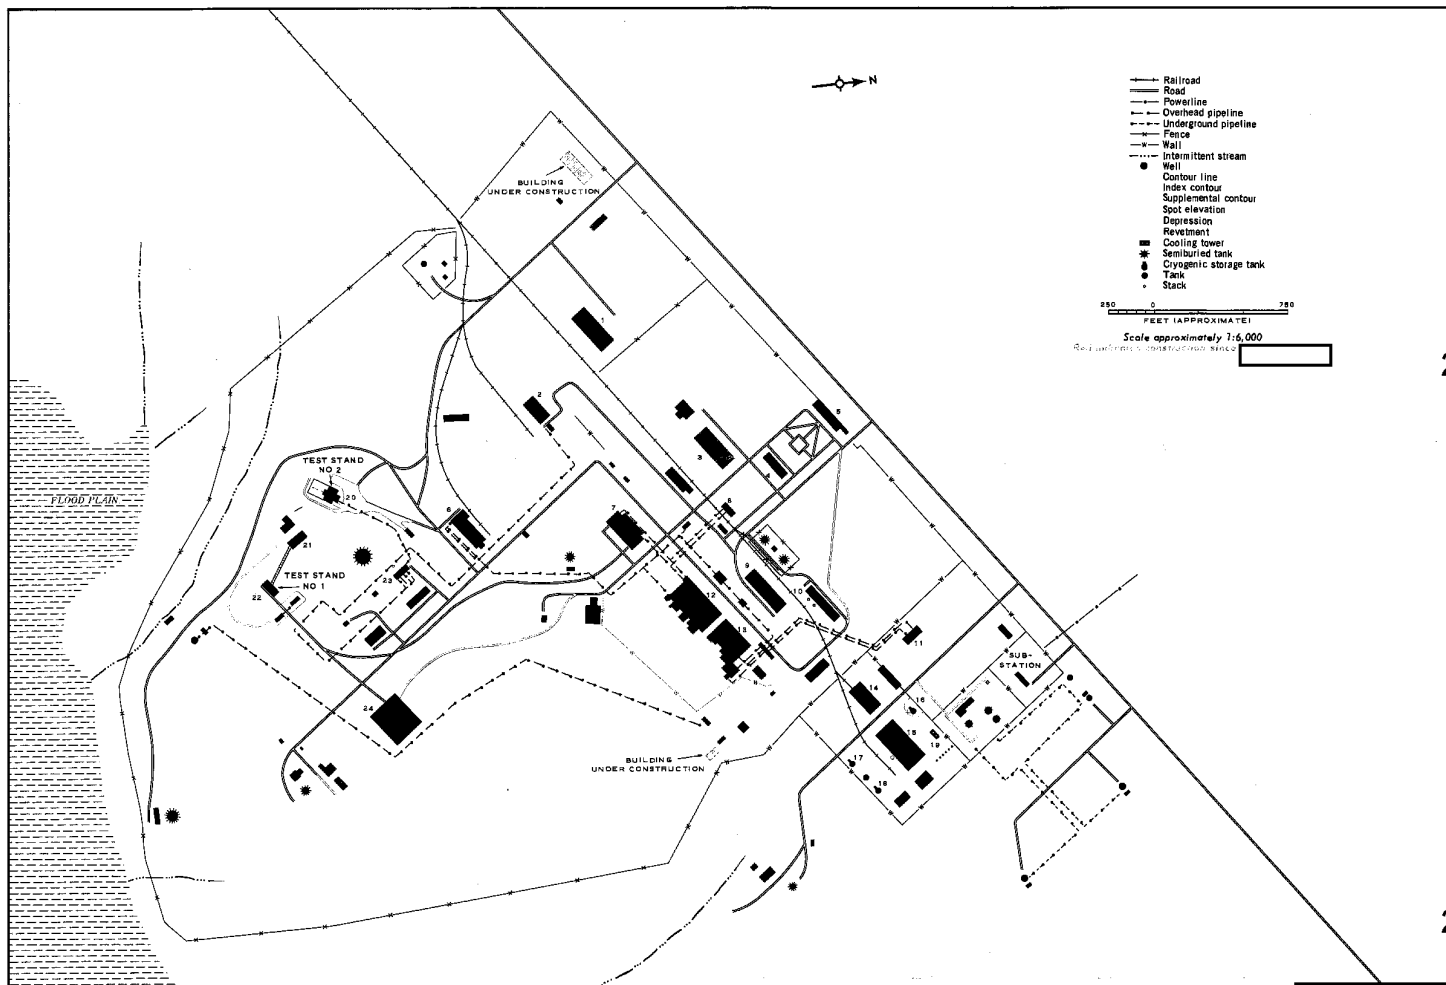 N
Railroad
Road
Powerline
Overhead pipeline
Underground pipeline
Fence
Wall
Intermittent stream
Well
Contour line
Index contour
Supplemental contour
Spot elevation
Depression
Revetment
Cooling tower
Semiburied tank
Cryogenic storage tank
Tank
Stack
250 0 750
FEET (APPROXIMATE)
Scale approximately 1:6,000
Red indicates construction since
BUILDING
UNDER CONSTRUCTION
1
2
3
4
5
6
7
8
9
10
11
12
13
14
15
16
17
18
19
SUB-
STATION
TEST STAND
NO 2
20
FLOOD PLAIN
21
TEST STAND
NO 1
22
23
24
BUILDING
UNDER CONSTRUCTION